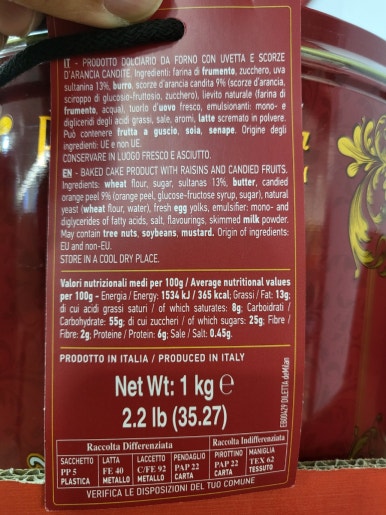 IT - PRODOTTO DOLCIARIO DA FORNO CON UVETTA E SCORZE
D'ARANCIA CANDITE. Ingredienti: farina di frumento, zucchero, uva
sultanina 13%, burro, scorze d'arancia candita 9% (scorze d'arancia,
sciroppo di glucosio-fruttosio, zucchero), lievito naturale (farina di
frumento, acqua), tuorlo d'uovo fresco, emulsionanti: mono- e
digliceridi degli acidi grassi, sale, aromi, latte scremato in polvere.
Può contenere frutta a guscio, soia, senape. Origine degli
ingredienti: UE e non UE.
CONSERVARE IN LUOGO FRESCO E ASCIUTTO.
EN - BAKED CAKE PRODUCT WITH RAISINS AND CANDIED FRUITS.
Ingredients: wheat flour, sugar, sultanas 13%, butter, candied
orange peel 9% (orange peel, glucose-fructose syrup, sugar), natural
yeast (wheat flour, water), fresh egg yolks, emulsifier: mono- and
diglycerides of fatty acids, salt, flavourings, skimmed milk powder.
May contain tree nuts, soybeans, mustard. Origin of ingredients:
EU and non-EU.
STORE IN A COOL DRY PLACE.
Valori nutrizionali medi per 100g / Average nutritional values
per 100g - Energia / Energy: 1534 kJ / 365 kcal; Grassi / Fat: 13g;
di cui acidi grassi saturi / of which saturates: 8g; Carboidrati /
Carbohydrate: 55g; di cui zuccheri / of which sugars: 25g; Fibre /
Fibre: 2g; Proteine / Protein: 6g; Sale / Salt: 0.45g.
PRODOTTO IN ITALIA / PRODUCED IN ITALY
Net Wt: 1 kg e
2.2 lb (35.27)
EB00429 DILETTA deMilan
Raccolta Differenziata
Raccolta Indifferenziata
SACCHETTO LATTA LACCETTO PENDAGLIO PIROTTINO MANIGLIA
PP 5 FE 40 C/FE 92 PAP 22 PAP 22 TEX 62
PLASTICA METALLO METALLO CARTA CARTA TESSUTO
VERIFICA LE DISPOSIZIONI DEL TUO COMUNE